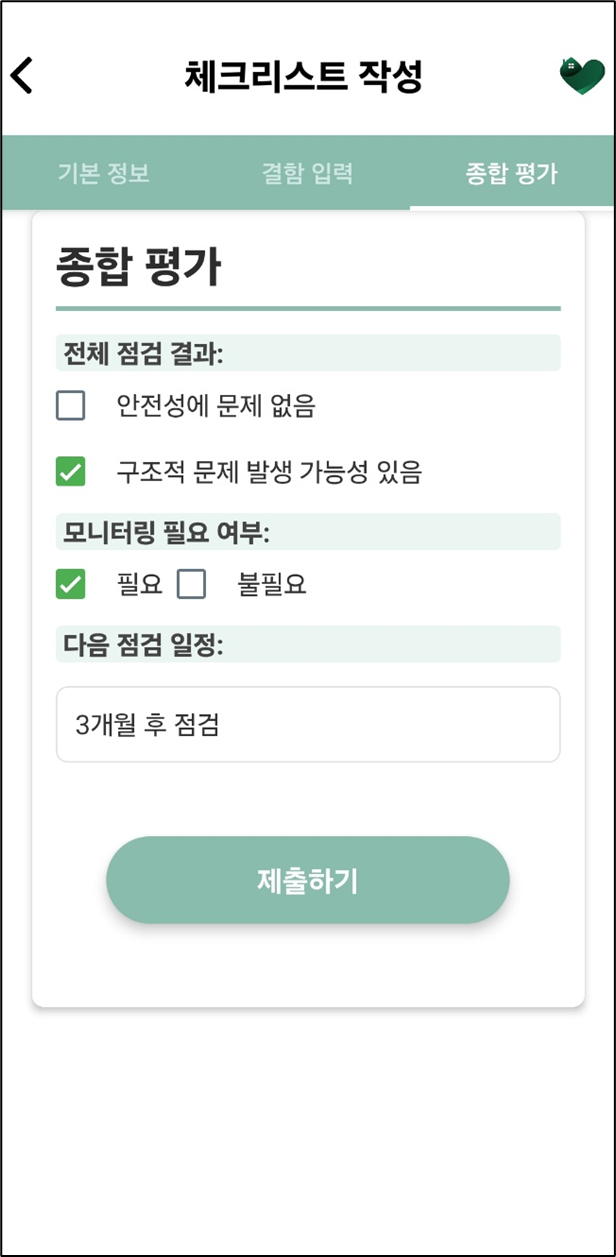 체크리스트 작성
기본 정보 결함 입력 종합 평가
종합 평가
전체 점검 결과:
안전성에 문제 없음
구조적 문제 발생 가능성 있음
모니터링 필요 여부:
필요 불필요
다음 점검 일정:
3개월 후 점검
제출하기